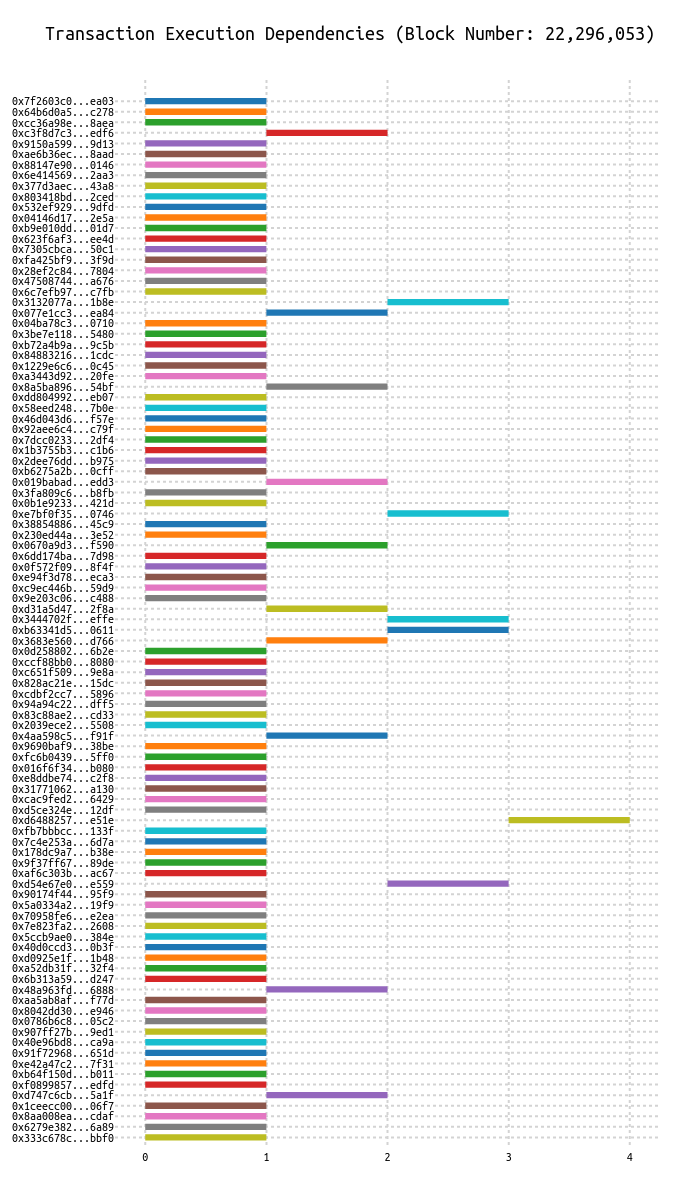 Transaction Execution Dependencies (Block Number: 22,296,053)
0x7f2603c0...ea03
0x64b6d0a5...c278
0xcc36a98e...8aea
0xc3f8d7c3...edf6
0x9150a599...9d13
0xae6b36ec...8aad
0x88147e90...0146
0x6e414569...2aa3
0x377d3aec...43a8
0x803418bd...2ced
0x532ef929...9dfd
0x04146d17...2e5a
0xb9e010dd...01d7
0x623f6af3...ee4d
0x7305cbca...50c1
0xfa425bf9...3f9d
0x28ef2c84...7804
0x47508744...a676
0x6c7efb97...c7fb
0x3132077a...1b8e
0x077e1cc3...ea84
0x04ba78c3...0710
0x3be7e118...5480
0xb72a4b9a...9c5b
0x84883216...1cdc
0x1229e6c6...0c45
0xa3443d92...20fe
0x8a5ba896...54bf
0xdd804992...eb07
0x58eed248...7b0e
0x46d043d6...f57e
0x92aee6c4...c79f
0x7dcc0233...2df4
0x1b3755b3...c1b6
0x2dee76dd...b975
0xb6275a2b...0cff
0x019babad...edd3
0x3fa809c6...b8fb
0x0b1e9233...421d
0xe7bf0f35...0746
0x38854886...45c9
0x230ed44a...3e52
0x0670a9d3...f590
0x6dd174ba...7d98
0x0f572f09...8f4f
0xe94f3d78...eca3
0xc9ec446b...59d9
0x9e203c06...c488
0xd31a5d47...2f8a
0x3444702f...effe
0xb63341d5...0611
0x3683e560...d766
0x0d258802...6b2e
0xccf88bb0...8080
0xc651f509...9e8a
0x828ac21e...15dc
0xcdbf2cc7...5896
0x94a94c22...dff5
0x83c88ae2...cd33
0x2039ece2...5508
0x4aa598c5...f91f
0x9690baf9...38be
0xfc6b0439...5ff0
0x016f6f34...b080
0xe8ddbe74...c2f8
0x31771062...a130
0xcac9fed2...6429
0xd5ce324e...12df
0xd6488257...e51e
0xfb7bbbcc...133f
0x7c4e253a...6d7a
0x178dc9a7...b38e
0x9f37ff67...89de
0xaf6c303b...ac67
0xd54e67e0...e559
0x90174f44...95f9
0x5a0334a2...19f9
0x70958fe6...e2ea
0x7e823fa2...2608
0x5ccb9ae0...384e
0x40d0ccd3...0b3f
0xd0925e1f...1b48
0xa52db31f...32f4
0x6b313a59...d247
0x48a963fd...6888
0xaa5ab8af...f77d
0x8042dd30...e946
0x0786b6c8...05c2
0x907ff27b...9ed1
0x40e96bd8...ca9a
0x91f72968...651d
0xe42a47c2...7f31
0xb64f150d...b011
0xf0899857...edfd
0xd747c6cb...5a1f
0x1ceecc00...06f7
0x8aa008ea...cdaf
0x6279e382...6a89
0x333c678c...bbf0
0 1 2 3 4